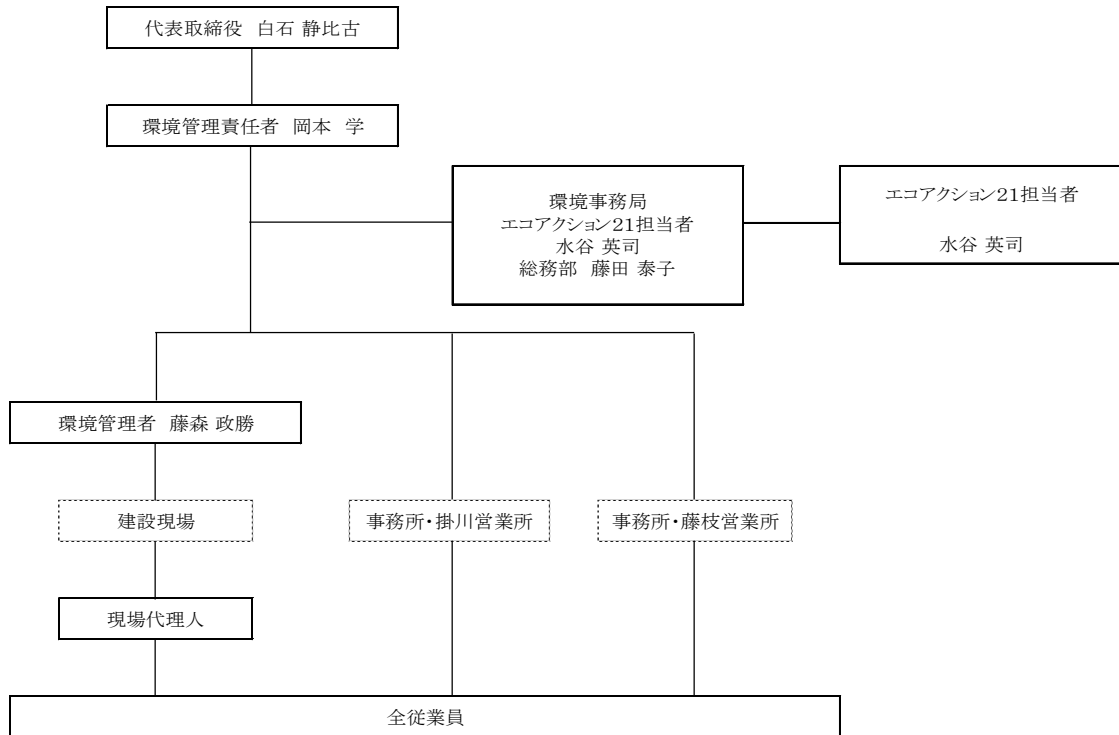 代表取締役 白石 静比古
環境管理責任者 岡本 学
環境事務局
エコアクション21担当者
水谷 英司
総務部 藤田 泰子
エコアクション21担当者
水谷 英司
環境管理者 藤森 政勝
建設現場
事務所・掛川営業所
事務所・藤枝営業所
現場代理人
全従業員